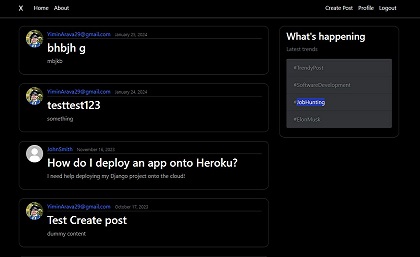 X Home About Create Post Profile Logout
YiminArava29@gmail.com January 25, 2024
bhbjh g
mbjkb
YiminArava29@gmail.com January 24, 2024
testtest123
something
JohnSmith November 16, 2023
How do I deploy an app onto Heroku?
I need help deploying my Django project onto the cloud!
YiminArava29@gmail.com October 17, 2023
Test Create post
dummy content
What's happening
Latest trends
#TrendyPost
#SoftwareDevelopment
#JobHunting
#ElonMusk